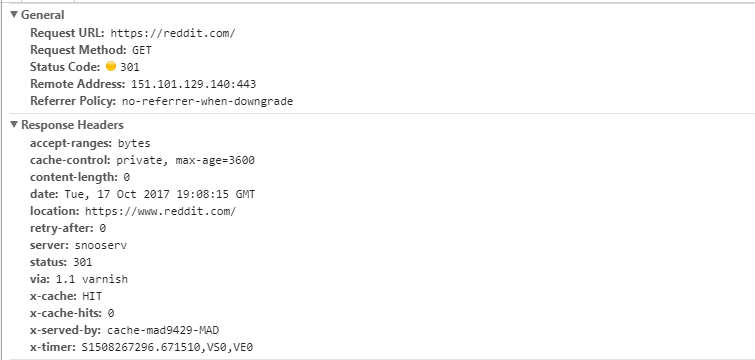 General
Request URL: https://reddit.com/
Request Method: GET
Status Code: 301
Remote Address: 151.101.129.140:443
Referrer Policy: no-referrer-when-downgrade
Response Headers
accept-ranges: bytes
cache-control: private, max-age=3600
content-length: 0
date: Tue, 17 Oct 2017 19:08:15 GMT
location: https://www.reddit.com/
retry-after: 0
server: snooserv
status: 301
via: 1.1 varnish
x-cache: HIT
x-cache-hits: 0
x-served-by: cache-mad9429-MAD
x-timer: S1508267296.671510,VS0,VE0